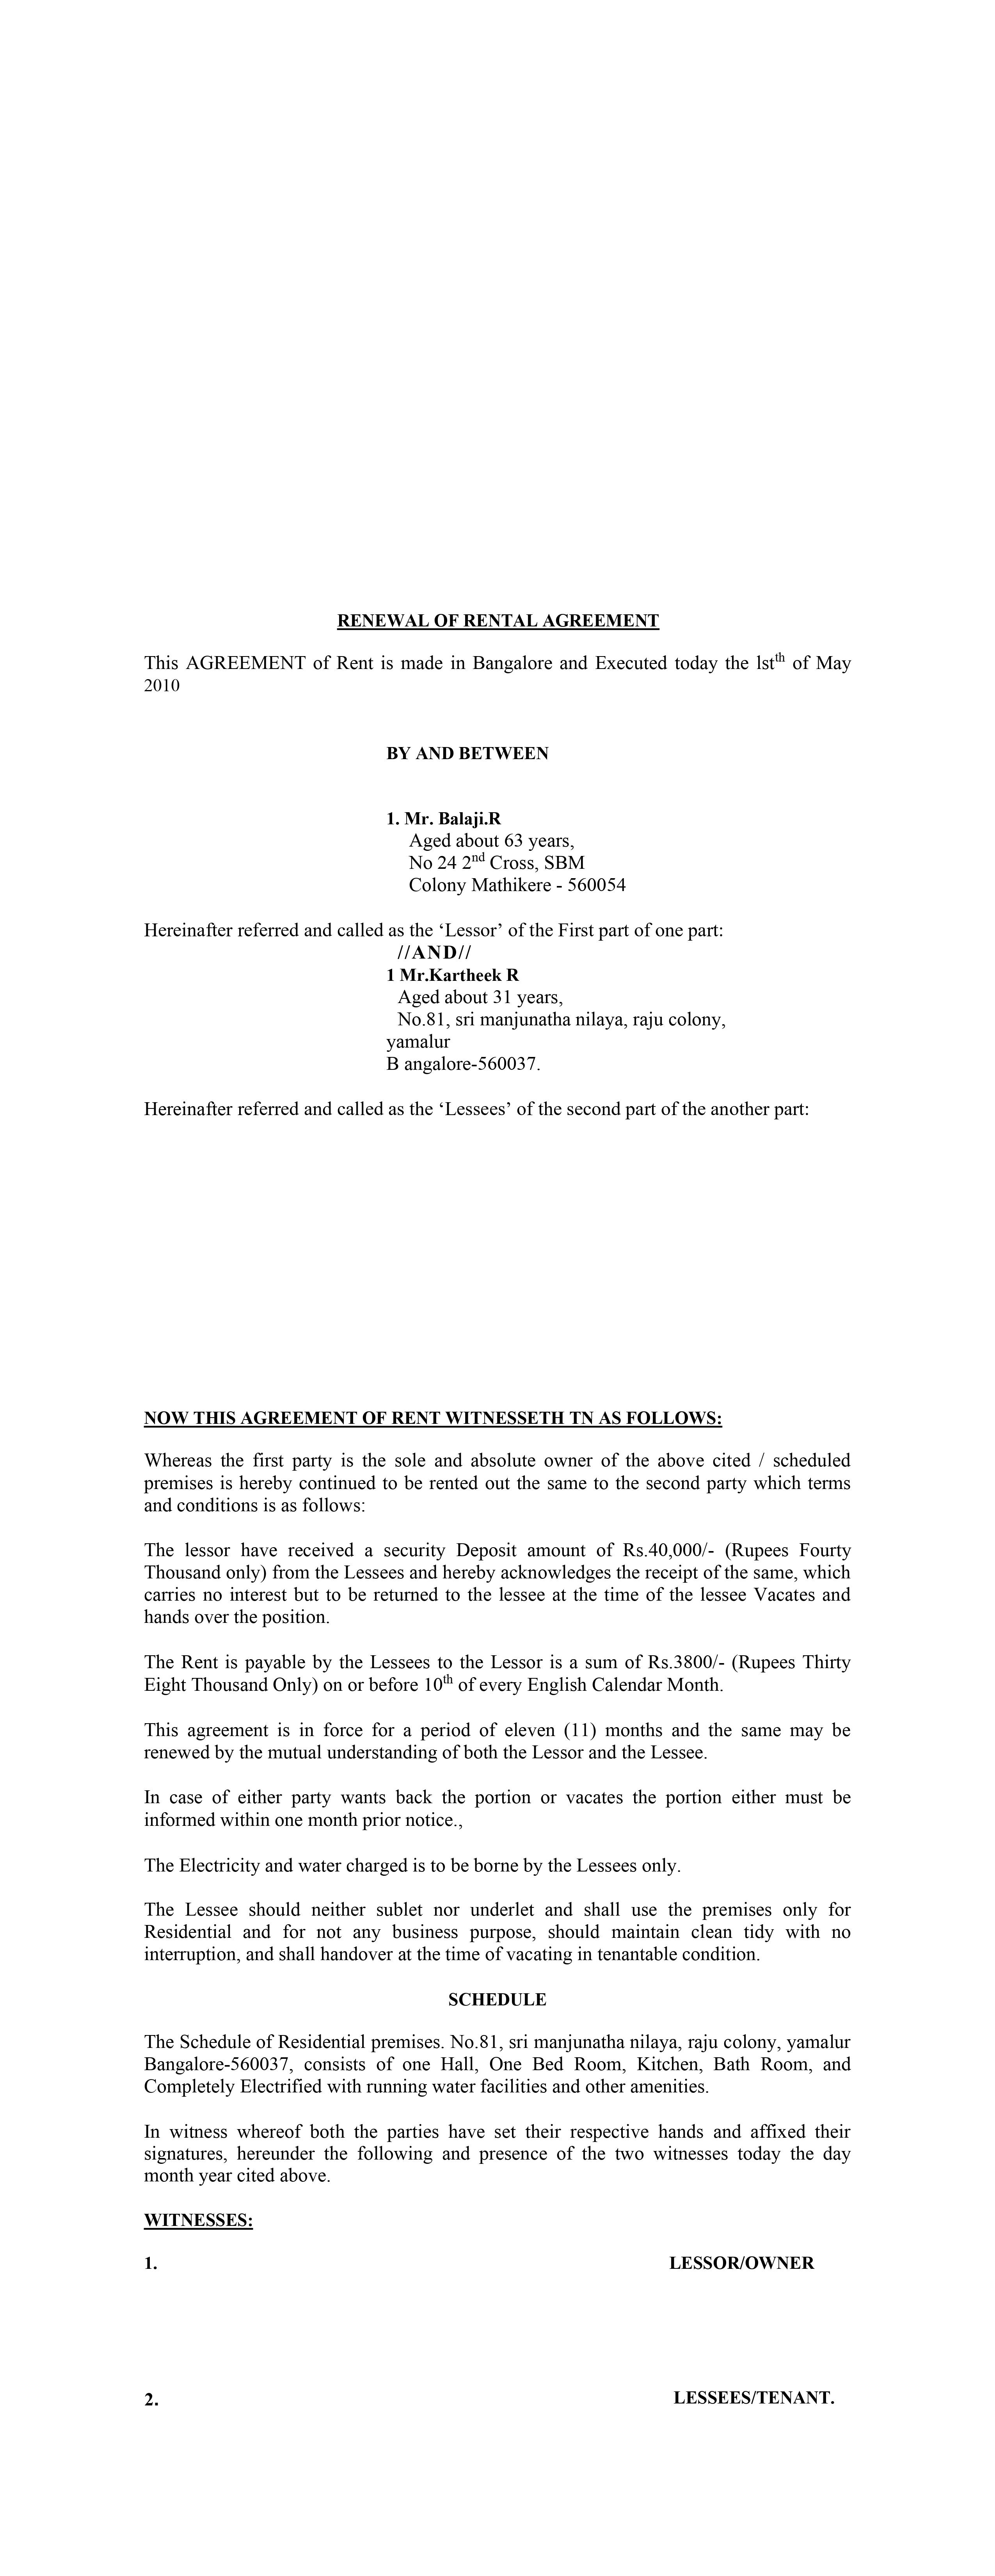 RENEWAL OF RENTAL AGREEMENT
This AGREEMENT of Rent is made in Bangalore and Executed today the lstth of May
2010
BY AND BETWEEN
1. Mr. Balaji.R
Aged about 63 years,
No 24 2nd Cross, SBM
Colony Mathikere - 560054
Hereinafter referred and called as the ‘Lessor’ of the First part of one part:
//AND//
1 Mr.Kartheek R
Aged about 31 years,
No.81, sri manjunatha nilaya, raju colony,
yamalur
B angalore-560037.
Hereinafter referred and called as the ‘Lessees’ of the second part of the another part:
NOW THIS AGREEMENT OF RENT WITNESSETH TN AS FOLLOWS:
Whereas the first party is the sole and absolute owner of the above cited / scheduled
premises is hereby continued to be rented out the same to the second party which terms
and conditions is as follows:
The lessor have received a security Deposit amount of Rs.40,000/- (Rupees Fourty
Thousand only) from the Lessees and hereby acknowledges the receipt of the same, which
carries no interest but to be returned to the lessee at the time of the lessee Vacates and
hands over the position.
The Rent is payable by the Lessees to the Lessor is a sum of Rs.3800/- (Rupees Thirty
Eight Thousand Only) on or before 10th of every English Calendar Month.
This agreement is in force for a period of eleven (11) months and the same may be
renewed by the mutual understanding of both the Lessor and the Lessee.
In case of either party wants back the portion or vacates the portion either must be
informed within one month prior notice.,
The Electricity and water charged is to be borne by the Lessees only.
The Lessee should neither sublet nor underlet and shall use the premises only for
Residential and for not any business purpose, should maintain clean tidy with no
interruption, and shall handover at the time of vacating in tenantable condition.
SCHEDULE
The Schedule of Residential premises. No.81, sri manjunatha nilaya, raju colony, yamalur
Bangalore-560037, consists of one Hall, One Bed Room, Kitchen, Bath Room, and
Completely Electrified with running water facilities and other amenities.
In witness whereof both the parties have set their respective hands and affixed their
signatures, hereunder the following and presence of the two witnesses today the day
month year cited above.
WITNESSES:
1. LESSOR/OWNER
2. LESSEES/TENANT.